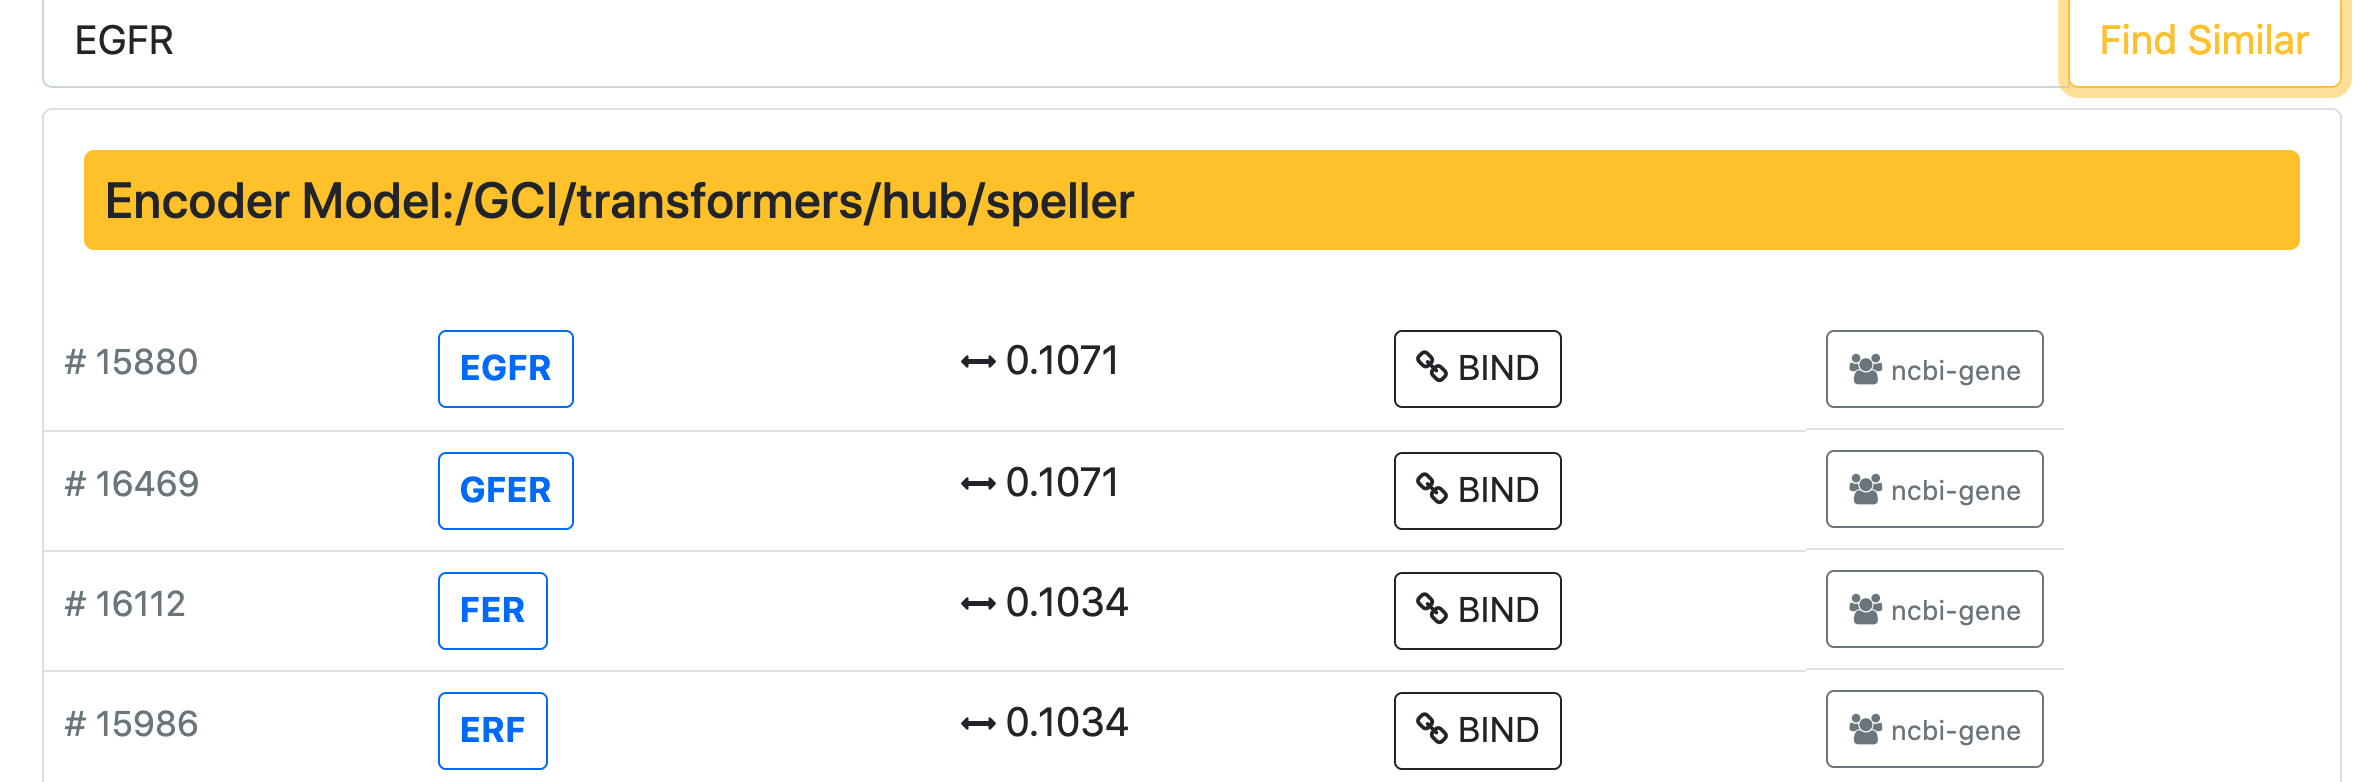 EGFR Find Similar
Encoder Model:/GCI/transformers/hub/speller
# 15880 EGFR 0.1071 BIND ncbi-gene
# 16469 GFER 0.1071 BIND ncbi-gene
# 16112 FER 0.1034 BIND ncbi-gene
# 15986 ERF 0.1034 BIND ncbi-gene